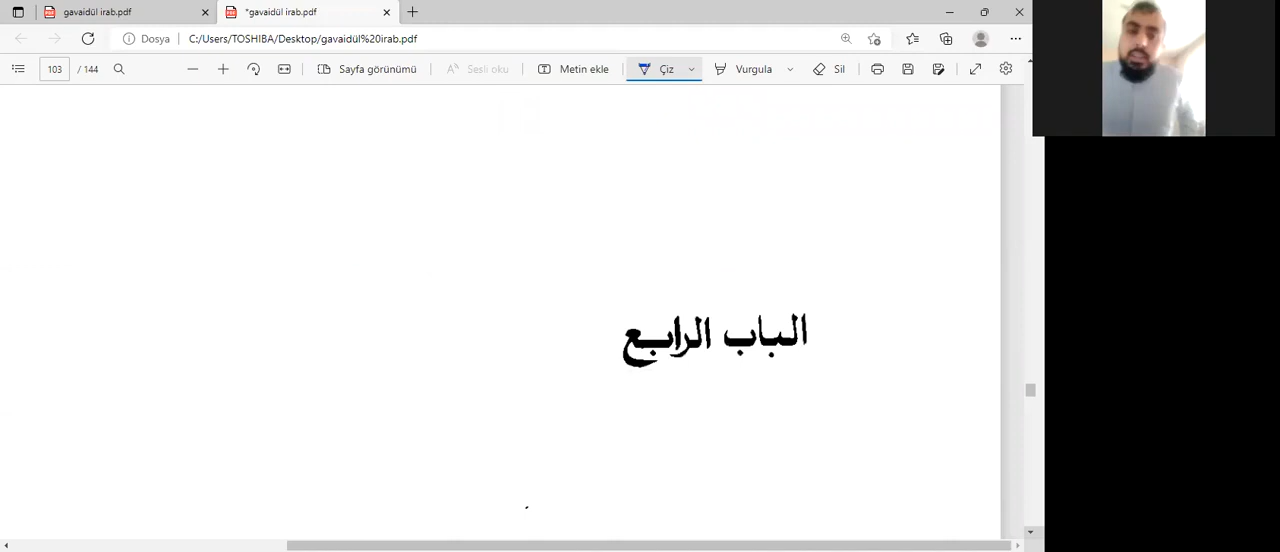 gavaidül irab.pdf
*gavaidül irab.pdf
Dosya C:/Users/TOSHIBA/Desktop/gavaidül%20irab.pdf
103 / 144 Sayfa görünümü Sesli oku Metin ekle Çiz Vurgula Sil
الباب الرابع